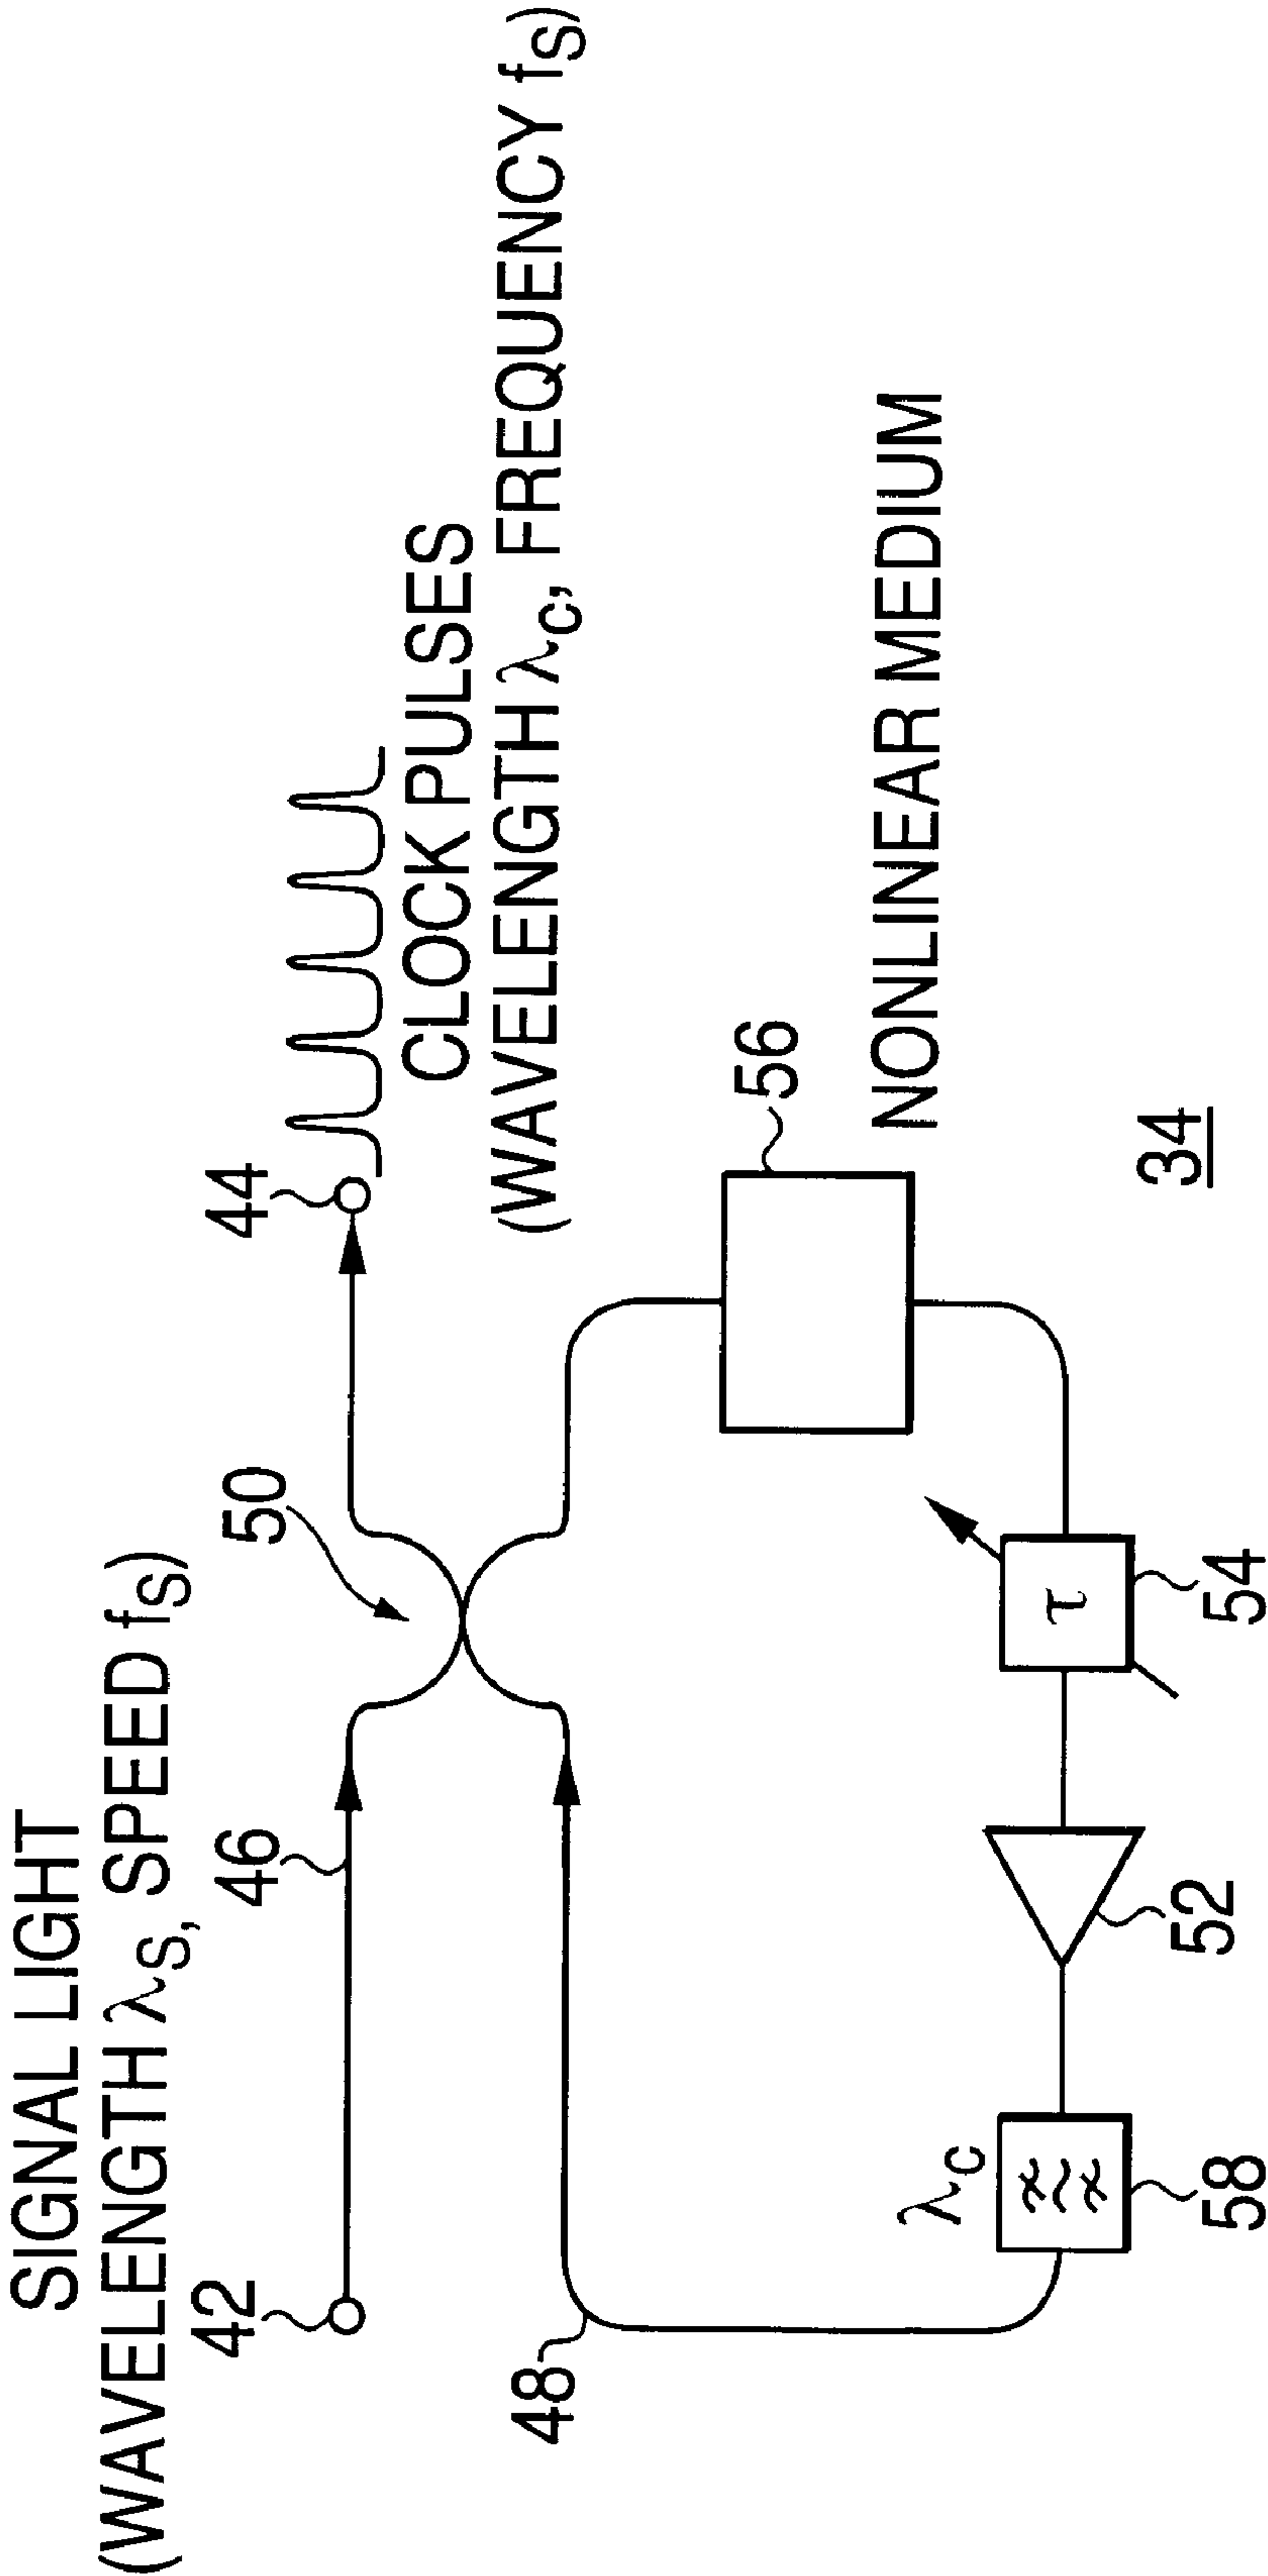 SIGNAL LIGHT
(WAVELENGTH λS, SPEED fS)
42
46
50
44
CLOCK PULSES
(WAVELENGTH λc, FREQUENCY fS)
48
56
NONLINEAR MEDIUM
λc
58
52
τ
54
34